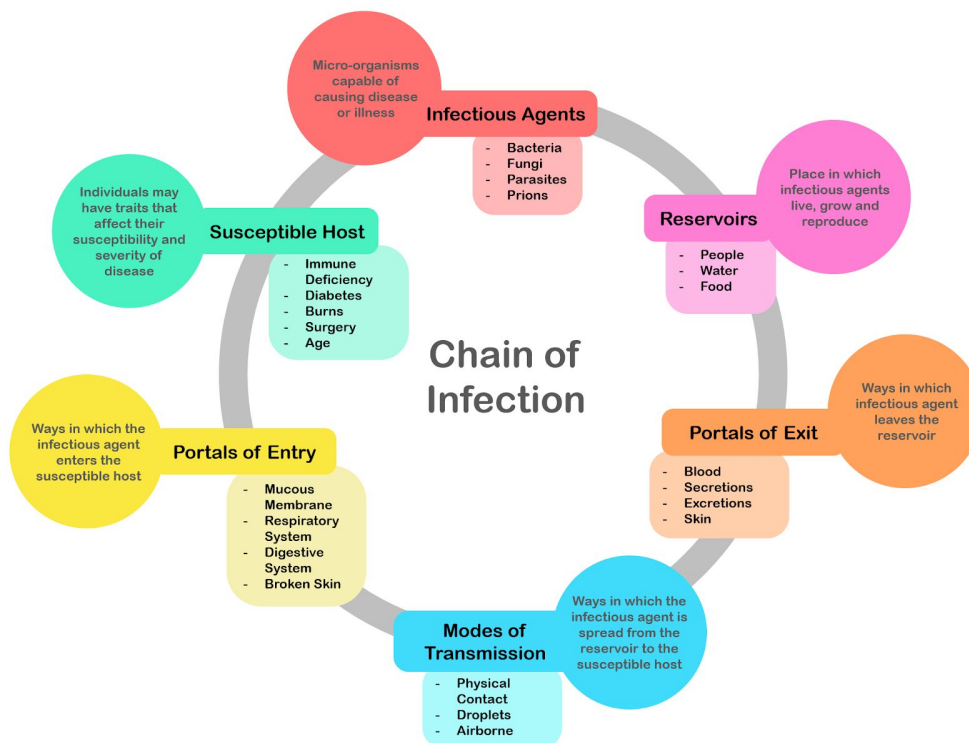 Micro-organisms
capable of
causing disease
or illness
Infectious Agents
- Bacteria
- Fungi
- Parasites
- Prions
Place in which
infectious agents
live, grow and
reproduce
Reservoirs
- People
- Water
- Food
Ways in which
infectious agent
leaves the
reservoir
Portals of Exit
- Blood
- Secretions
- Excretions
- Skin
Ways in which the
infectious agent is
spread from the
reservoir to the
susceptible host
Modes of
Transmission
- Physical
Contact
- Droplets
- Airborne
Ways in which the
infectious agent
enters the
susceptible host
Portals of Entry
- Mucous
Membrane
- Respiratory
System
- Digestive
System
- Broken Skin
Individuals may
have traits that
affect their
susceptibility and
severity of
disease
Susceptible Host
- Immune
Deficiency
- Diabetes
- Burns
- Surgery
- Age
Chain of
Infection